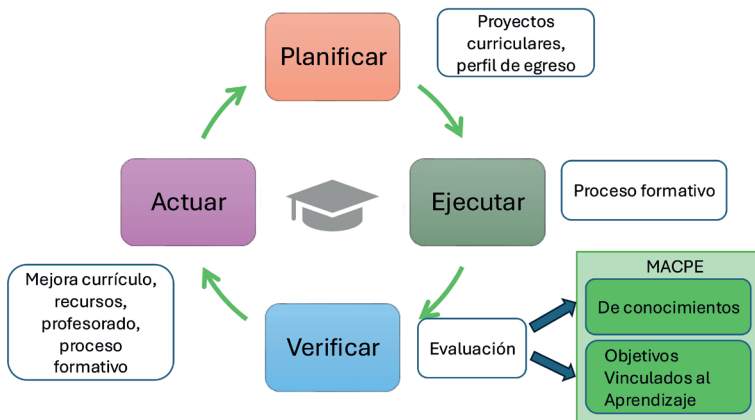 Planificar
Proyectos
curriculares,
perfil de egreso
Actuar
Ejecutar
Proceso formativo
Mejora currículo,
recursos,
profesorado,
proceso
formativo
Verificar
Evaluación
MACPE
De conocimientos
Objetivos
Vinculados al
Aprendizaje